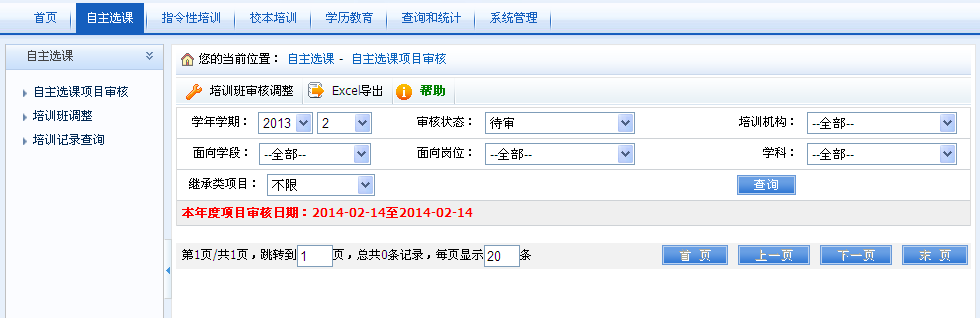 首页 自主选课 指令性培训 校本培训 学历教育 查询和统计 系统管理
自主选课
自主选课项目审核
培训班调整
培训记录查询
您的当前位置： 自主选课 - 自主选课项目审核
培训班审核调整 Excel导出 帮助
学年学期： 2013 2 审核状态： 待审 培训机构： --全部--
面向学段： --全部-- 面向岗位： --全部-- 学科： --全部--
继承类项目： 不限 查询
本年度项目审核日期：2014-02-14至2014-02-14
第1页/共1页，跳转到 1 页，总共0条记录，每页显示 20 条 首 页 上一页 下一页 末 页